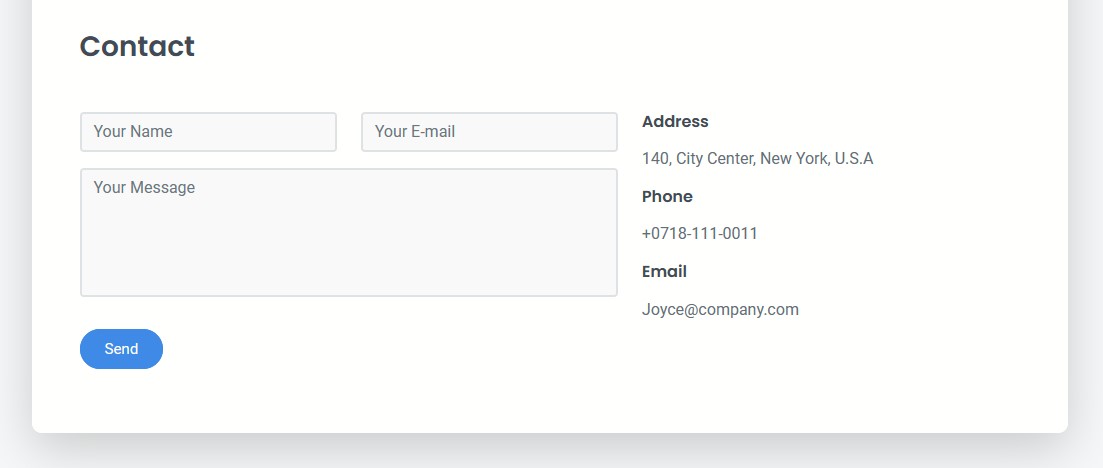 Contact
Your Name
Your E-mail
Your Message
Send
Address
140, City Center, New York, U.S.A
Phone
+0718-111-0011
Email
Joyce@company.com